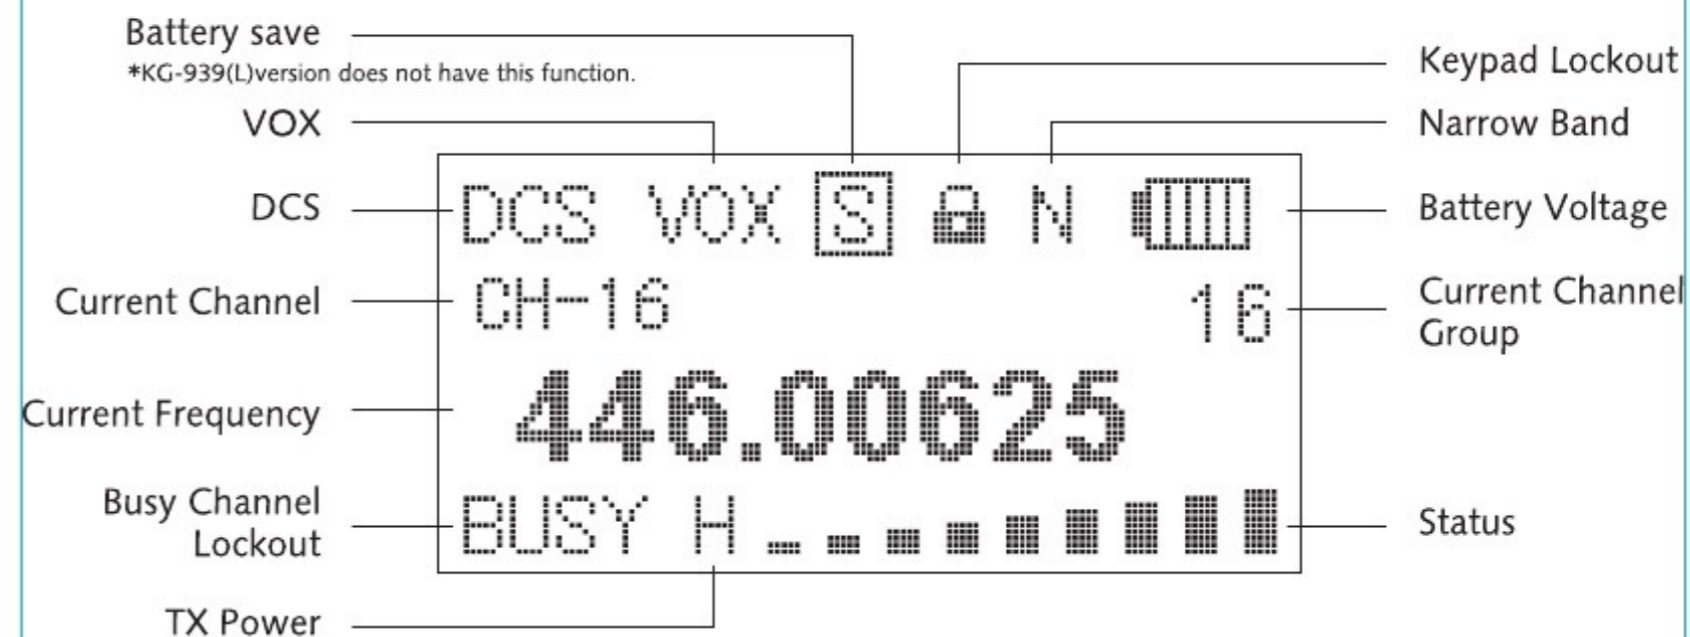 Battery save
*KG-939(L)version does not have this function.
VOX
DCS
Current Channel
Current Frequency
Busy Channel
Lockout
TX Power
DCS VOX S N
CH-16 16
446.00625
BUSY H
Keypad Lockout
Narrow Band
Battery Voltage
Current Channel
Group
Status